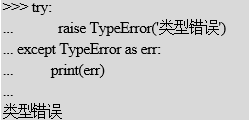 >>> try:
...         raise TypeError('类型错误')
... except TypeError as err:
...         print(err)
...
类型错误